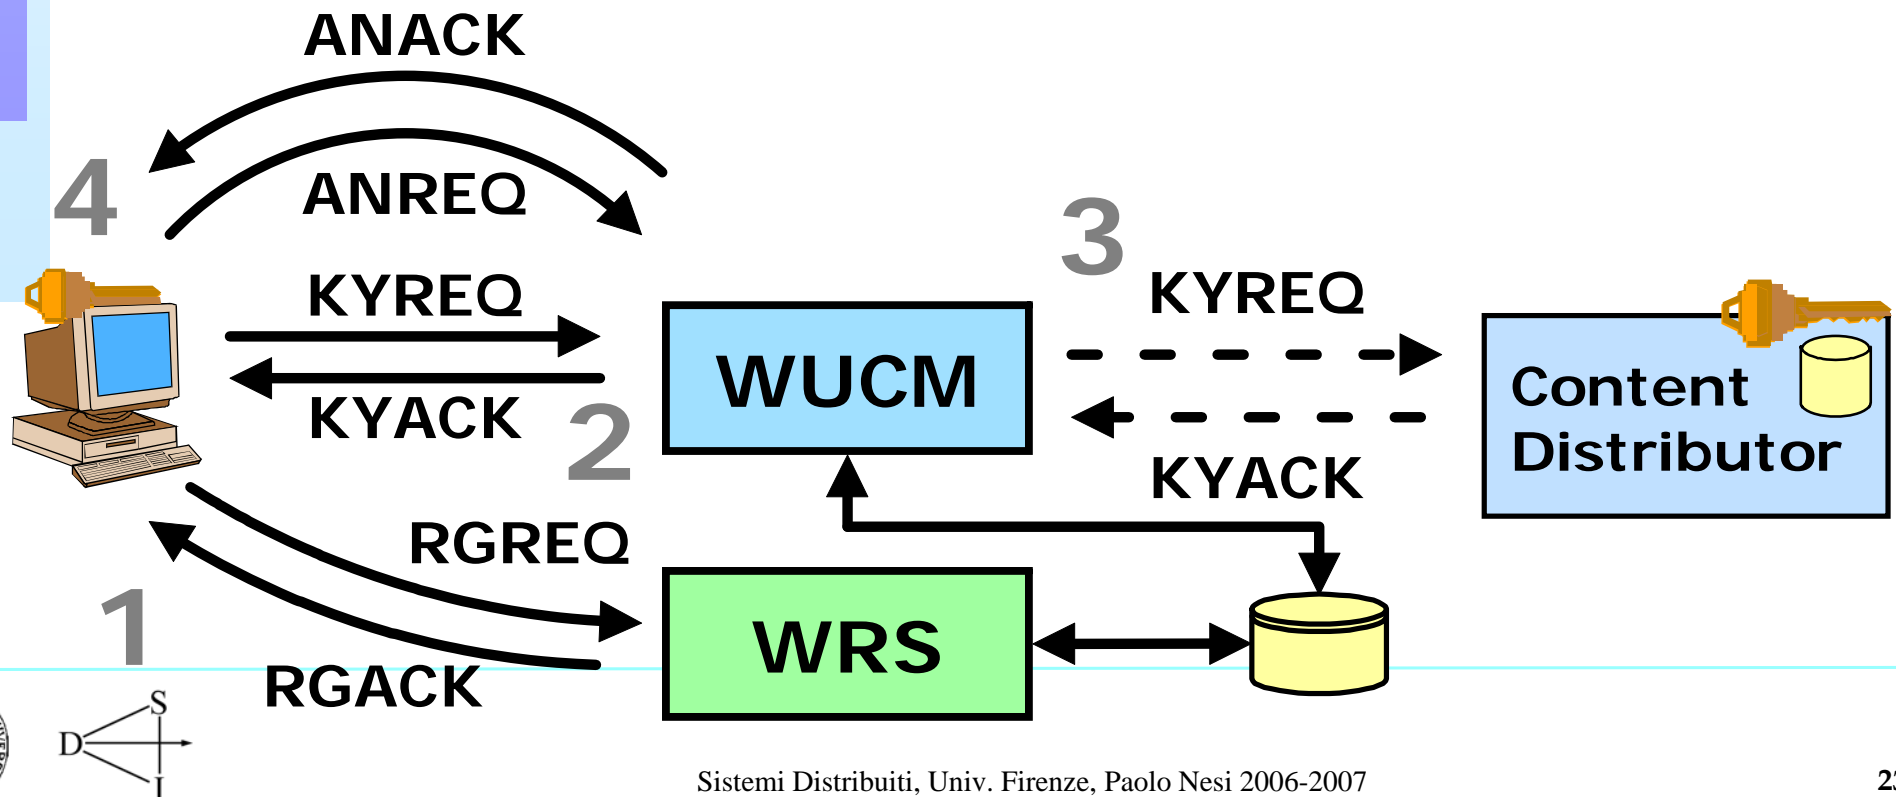 ANACK
4
ANREQ
3
KYREQ
KYREQ
WUCM
Content
Distributor
KYACK
2
KYACK
RGREQ
1
WRS
RGACK
S
D
I
Sistemi Distribuiti, Univ. Firenze, Paolo Nesi 2006-2007